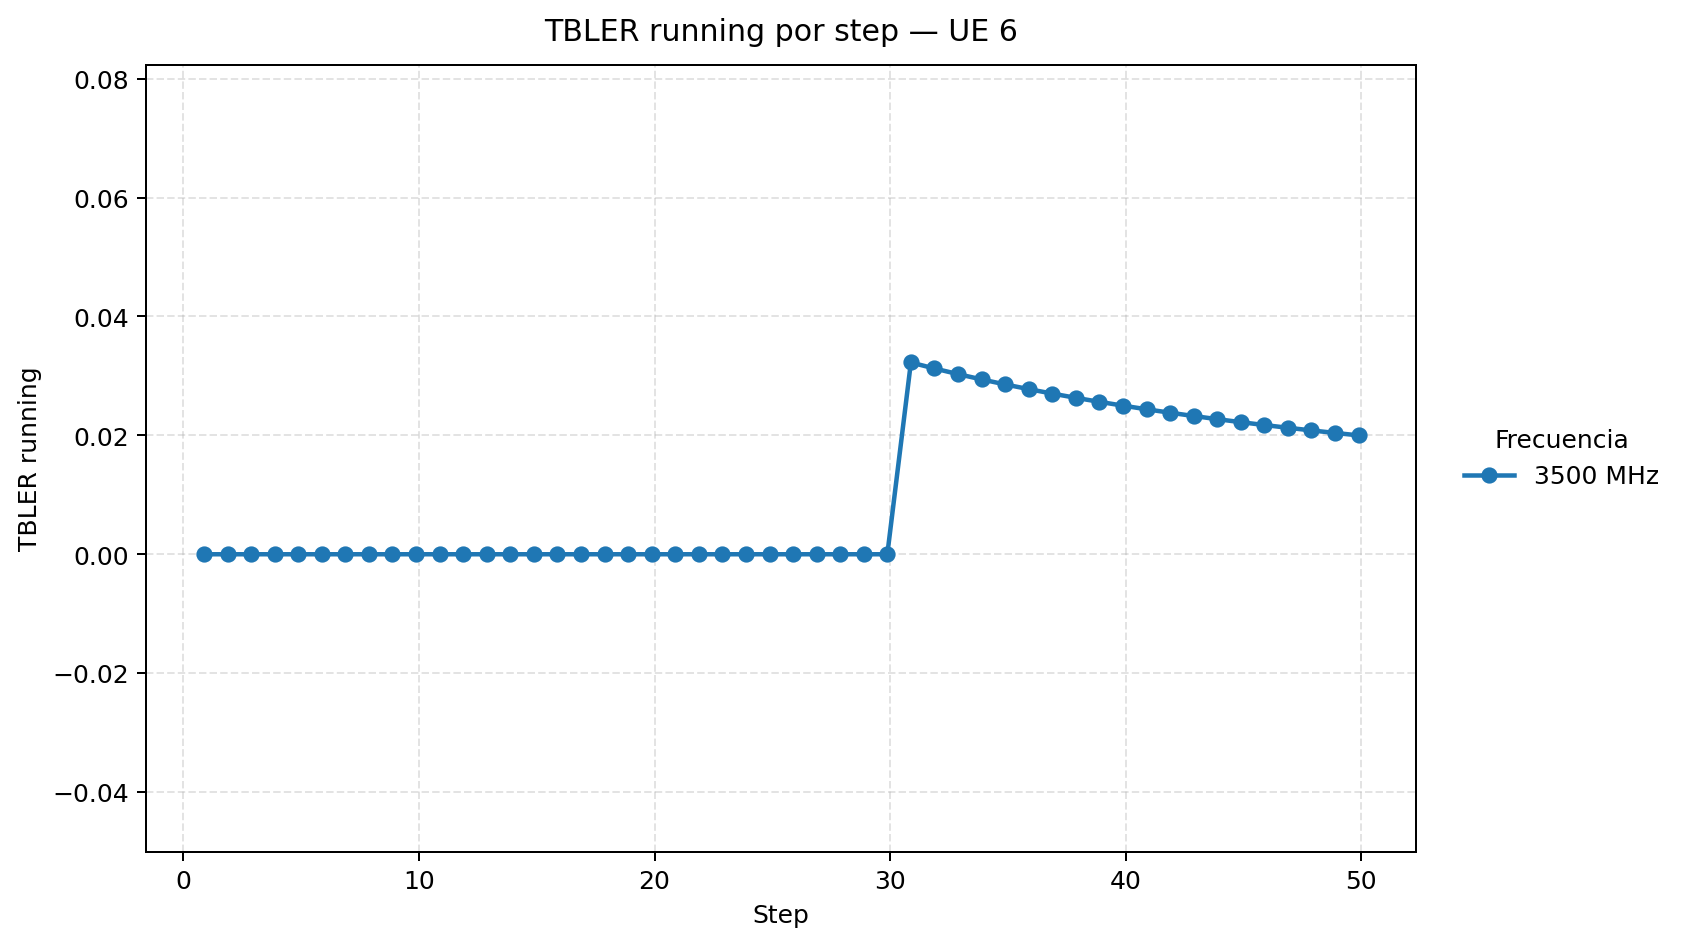 TBLER running por step — UE 6
0.08
0.06
0.04
0.02
0.00
−0.02
−0.04
TBLER running
0
10
20
30
40
50
Step
Frecuencia
3500 MHz